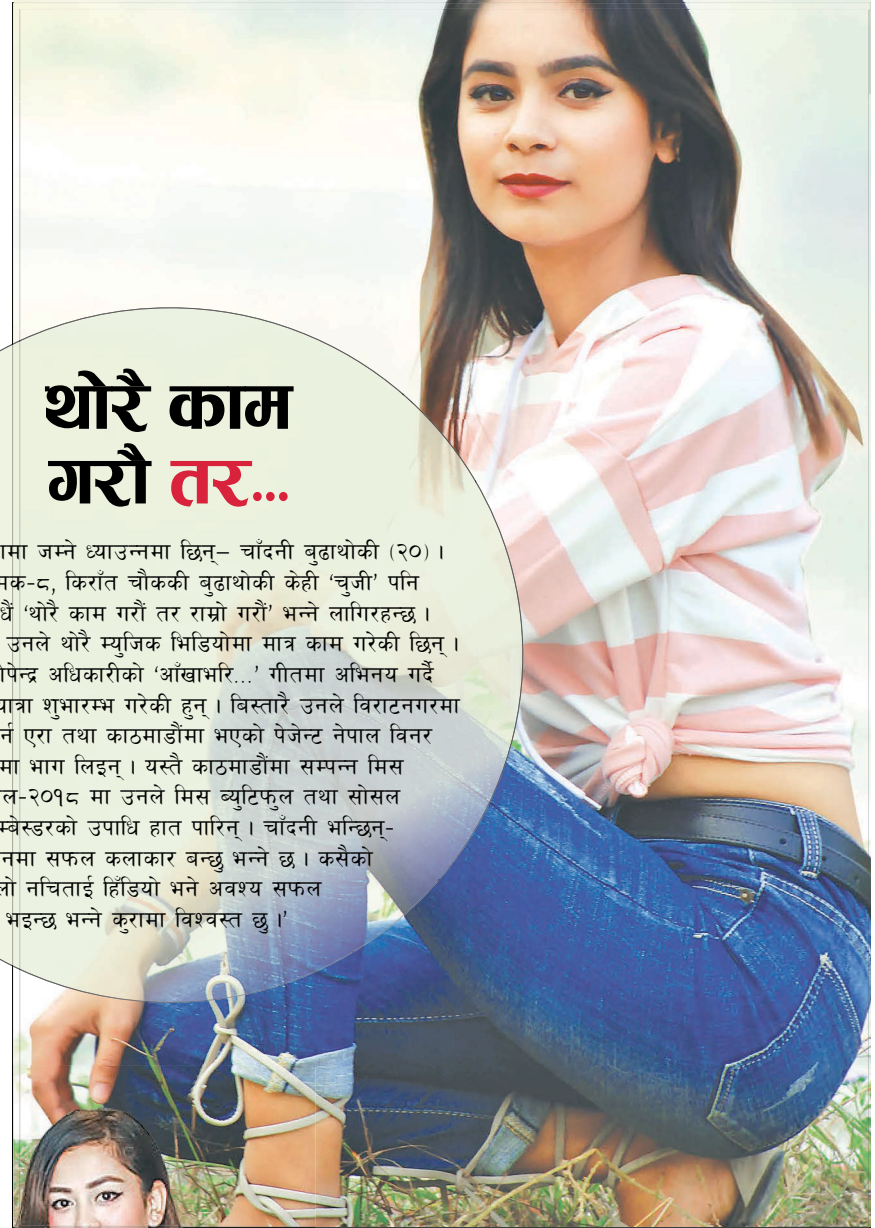 थोरै काम
गरौ तर...
ामा जम्ने ध्याउन्नमा छिन्– चाँदनी बुढाथोकी (२०) ।
मक-८, किराँत चौककी बुढाथोकी केही ‘चुजी’ पनि
धैं ‘थोरै काम गरौं तर राम्रो गरौं’ भन्ने लागिरहन्छ ।
उनले थोरै म्युजिक भिडियोमा मात्र काम गरेकी छिन् ।
ोपेन्द्र अधिकारीको ‘आँखाभरि...’ गीतमा अभिनय गर्दै
यात्रा शुभारम्भ गरेकी हुन् । बिस्तारै उनले विराटनगरमा
र्न एरा तथा काठमाडौंमा भएको पेजेन्ट नेपाल विनर
मा भाग लिइन् । यस्तै काठमाडौंमा सम्पन्न मिस
ल-२०१८ मा उनले मिस ब्युटिफुल तथा सोसल
म्बेस्डरको उपाधि हात पारिन् । चाँदनी भन्छिन्-
नमा सफल कलाकार बन्छु भन्ने छ । कसैको
लो नचिताई हिँडियो भने अवश्य सफल
भइन्छ भन्ने कुरामा विश्वस्त छु ।’